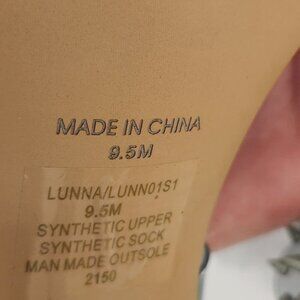 MADE IN CHINA
9.5M
LUNNA/LUNN01S1
9.5M
SYNTHETIC UPPER
SYNTHETIC SOCK
MAN MADE OUTSOLE
2150